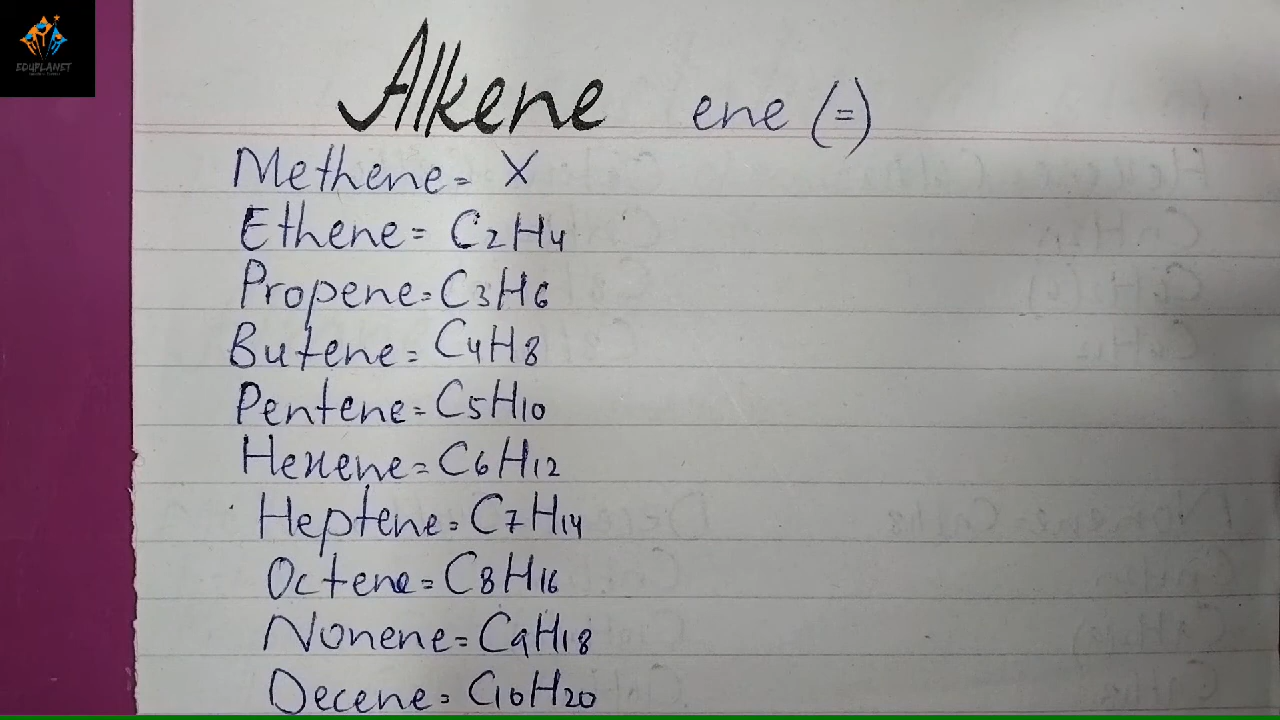 EDUPLANET
Alkene ene (=)
Methene = X
Ethene = C2H4
Propene = C3H6
Butene = C4H8
Pentene = C5H10
Hexene = C6H12
Heptene = C7H14
Octene = C8H16
Nonene = C9H18
Decene = C10H20